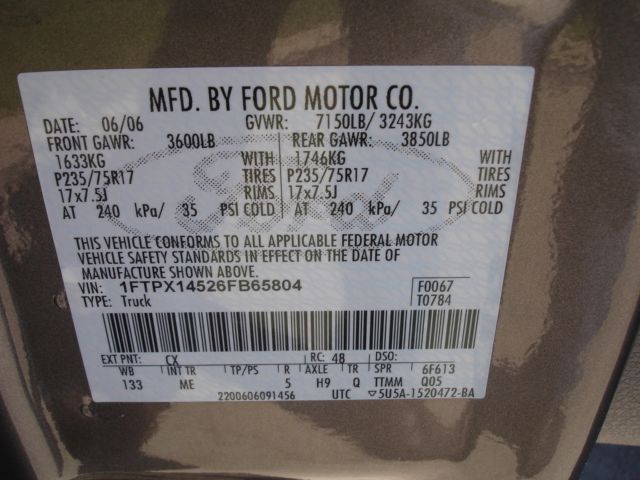 MFD. BY FORD MOTOR CO.
DATE: 06/06 GVWR: 7150LB/ 3243KG
FRONT GAWR: 3600LB REAR GAWR: 3850LB
1633KG WITH 1746KG WITH
P235/75R17 TIRES P235/75R17 TIRES
17x7.5J RIMS 17x7.5J RIMS
AT 240 kPa/ 35 PSI COLD AT 240 kPa/ 35 PSI COLD
Ford
THIS VEHICLE CONFORMS TO ALL APPLICABLE FEDERAL MOTOR
VEHICLE SAFETY STANDARDS IN EFFECT ON THE DATE OF
MANUFACTURE SHOWN ABOVE.
VIN: 1FTPX14526FB65804 F0067
TYPE: Truck T0784
EXT PNT: CX RC: 48 DSO:
WB INT TR TP/PS R AXLE TR SPR 6F613
133 ME 5 H9 Q TTMM Q05
2200606091456 UTC ▽5U5A-1520472-BA